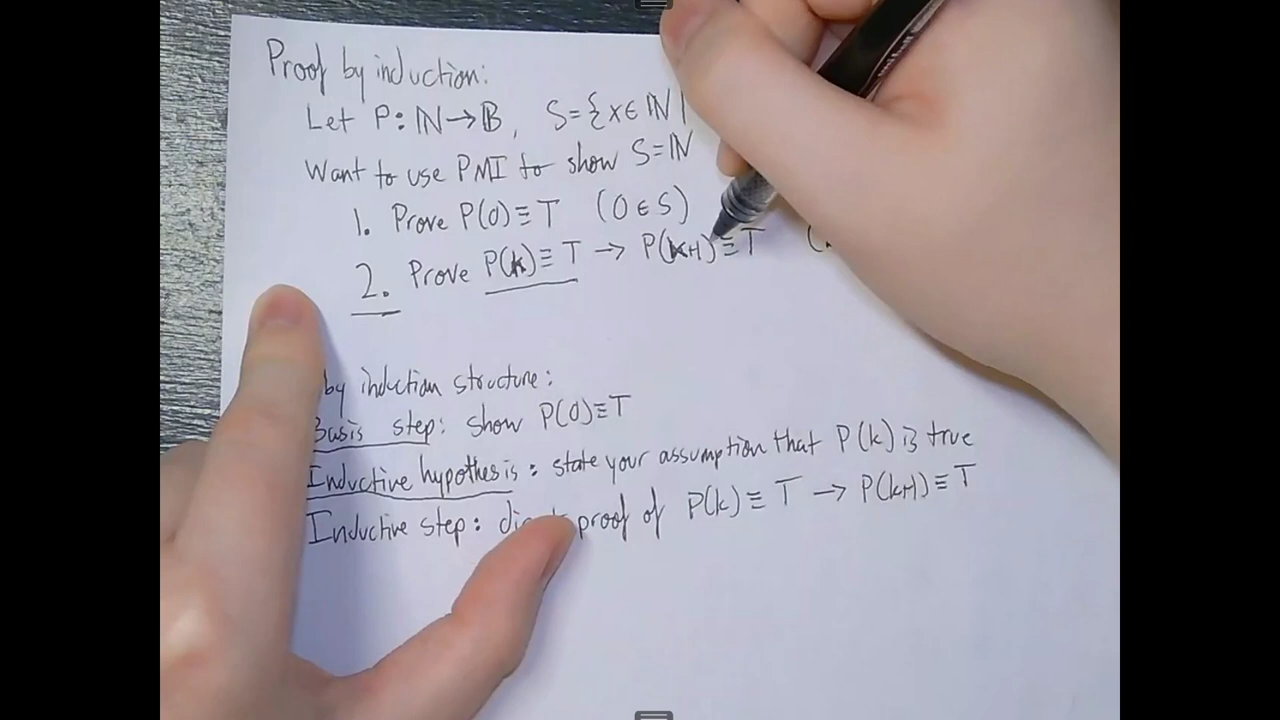 Proof by induction:
Let P: ℕ → 𝔹, S = { x ∈ ℕ |
Want to use PMI to show S = ℕ
1. Prove P(0) ≡ T (0 ∈ S)
2. Prove P(k) ≡ T → P(k+1) ≡ T (
by induction structure:
Basis step: show P(0) ≡ T
Inductive hypothesis: state your assumption that P(k) is true
Inductive step: proof of P(k) ≡ T → P(k+1) ≡ T